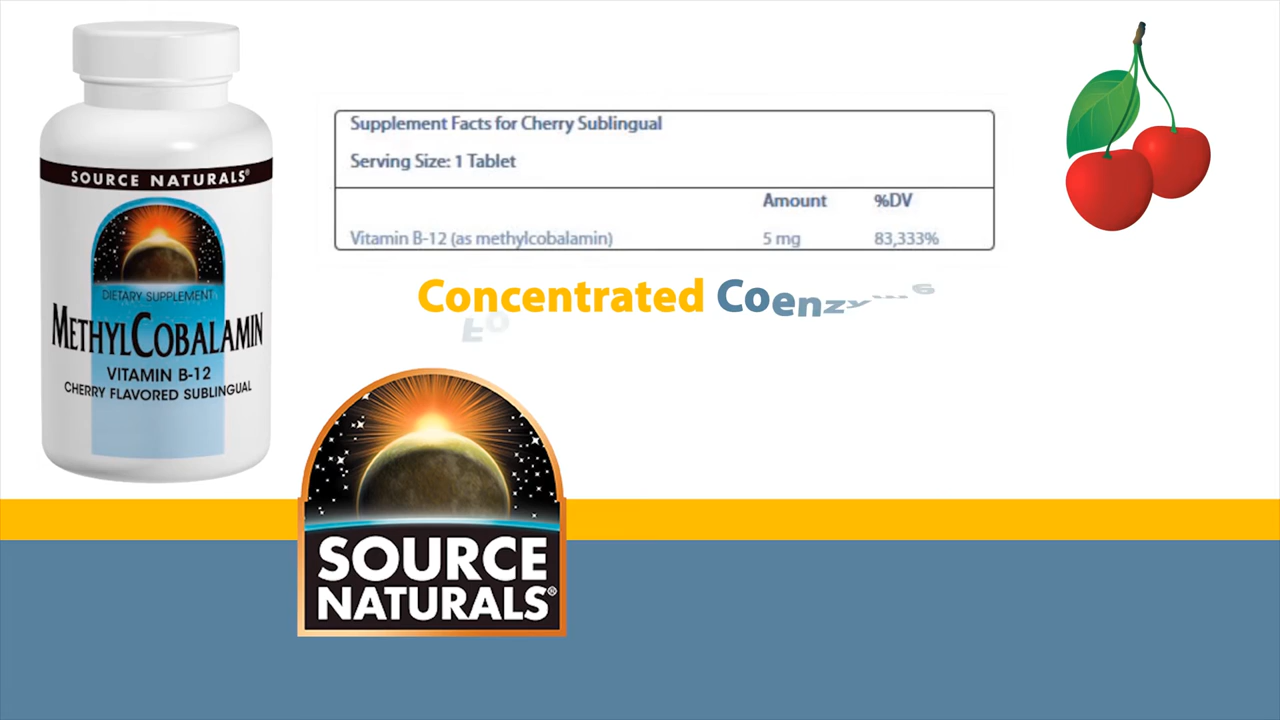 SOURCE NATURALS®
DIETARY SUPPLEMENT
METHYLCOBALAMIN
VITAMIN B-12
CHERRY FLAVORED SUBLINGUAL
Supplement Facts for Cherry Sublingual
Serving Size: 1 Tablet
Amount %DV
Vitamin B-12 (as methylcobalamin) 5 mg 83,333%
Concentrated
SOURCE
NATURALS®